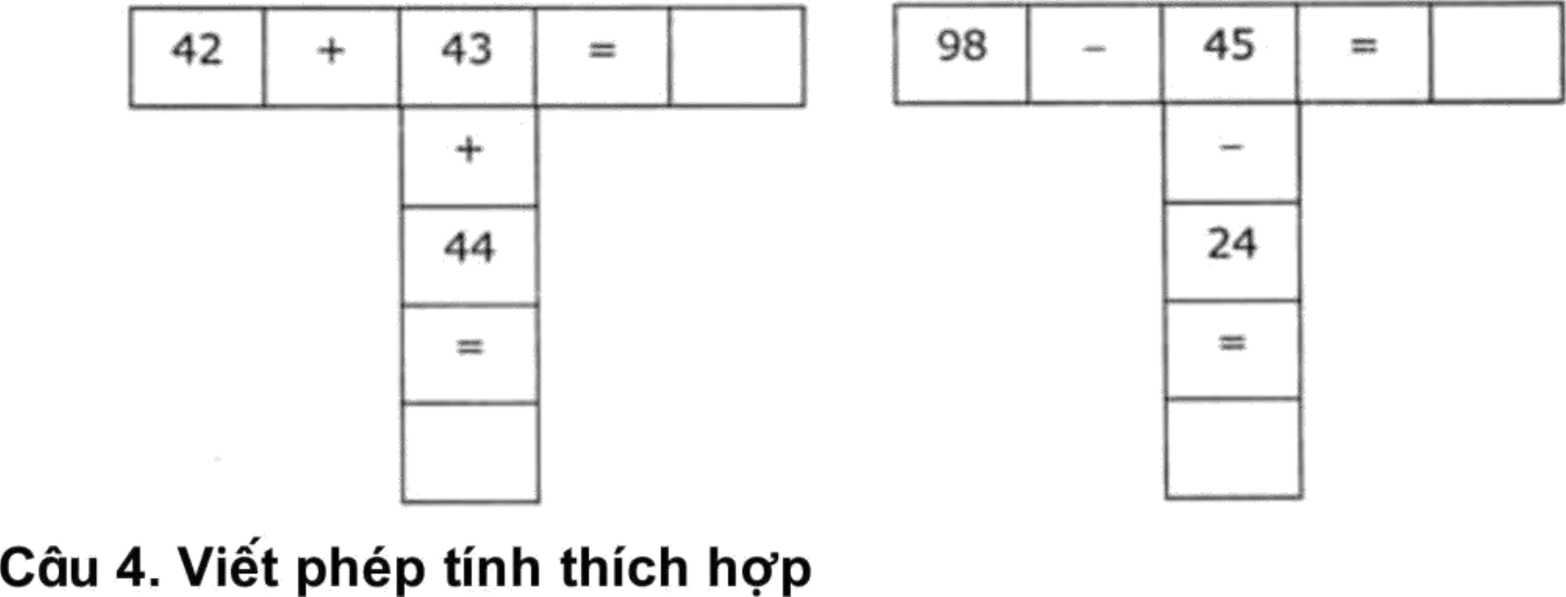 42 + 43 = 98 - 45 =
+ -
44 24
= =
Câu 4. Viết phép tính thích hợp